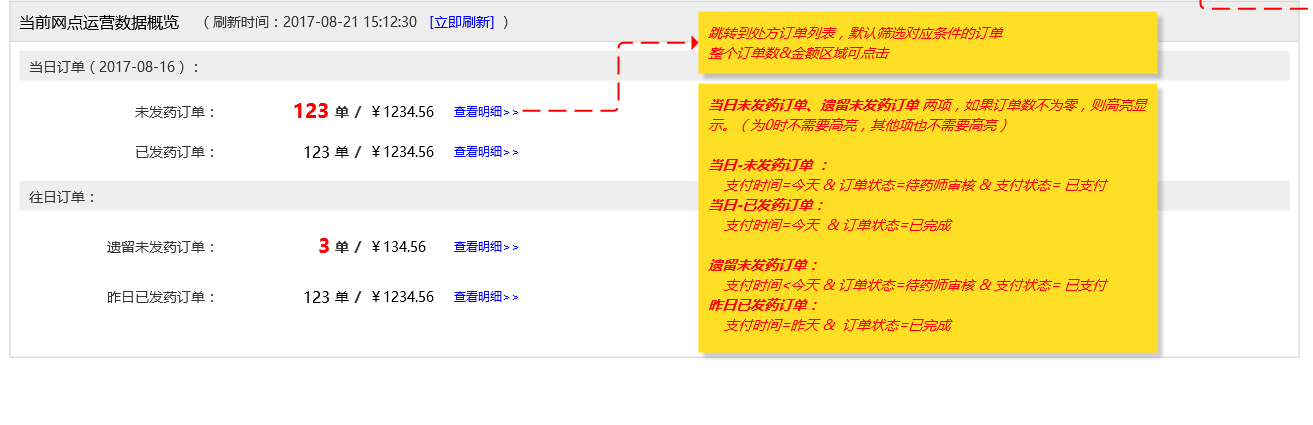 当前网点运营数据概览 （ 刷新时间：2017-08-21 15:12:30 [立即刷新] ）
当日订单（2017-08-16）：
未发药订单： 123 单 / ￥1234.56 查看明细>>
已发药订单： 123 单 / ￥1234.56 查看明细>>
往日订单：
遗留未发药订单： 3 单 / ￥134.56 查看明细>>
昨日已发药订单： 123 单 / ￥1234.56 查看明细>>
跳转到处方订单列表，默认筛选对应条件的订单
整个订单数&金额区域可点击
当日未发药订单、遗留未发药订单 两项，如果订单数不为零，则高亮显
示。（为0时不需要高亮，其他项也不需要高亮）
当日-未发药订单 ：
支付时间=今天 & 订单状态=待药师审核 & 支付状态= 已支付
当日-已发药订单：
支付时间=今天 & 订单状态=已完成
遗留未发药订单：
支付时间<今天 & 订单状态=待药师审核 & 支付状态= 已支付
昨日已发药订单：
支付时间=昨天 & 订单状态=已完成